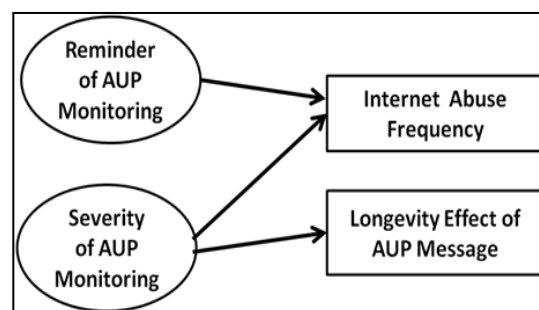 Reminder
of AUP
Monitoring
Internet Abuse
Frequency
Severity
of AUP
Monitoring
Longevity Effect of
AUP Message